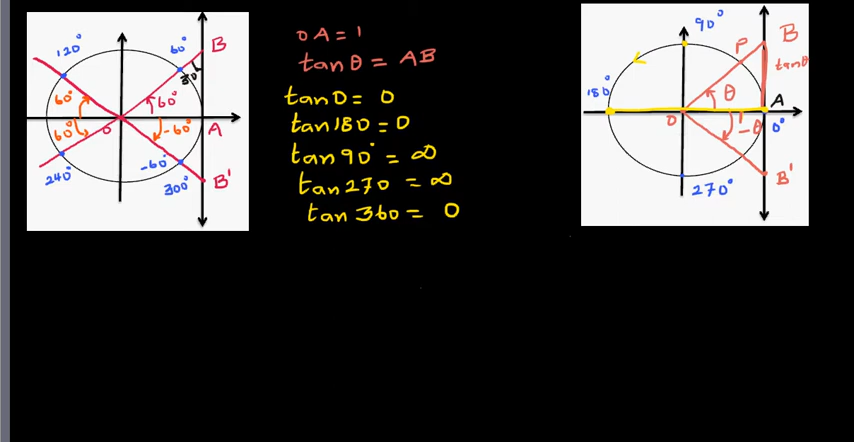 120°
60°
B
30°
60°
60°
60°
O
-60°
A
240°
-60°
300°
B'
OA = 1
tan θ = AB
tan 0 = 0
tan 180 = 0
tan 90° = ∞
tan 270 = ∞
tan 360 = 0
90°
B
P
tanθ
180°
θ
A
O
1
-θ
0°
270°
B'